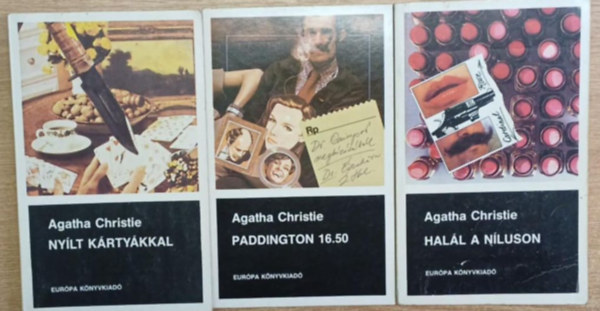 Agatha Christie
NYÍLT KÁRTYÁKKAL
EURÓPA KÖNYVKIADÓ
Rp
Agatha Christie
PADDINGTON 16.50
EURÓPA KÖNYVKIADÓ
Agatha Christie
HALÁL A NÍLUSON
EURÓPA KÖNYVKIADÓ